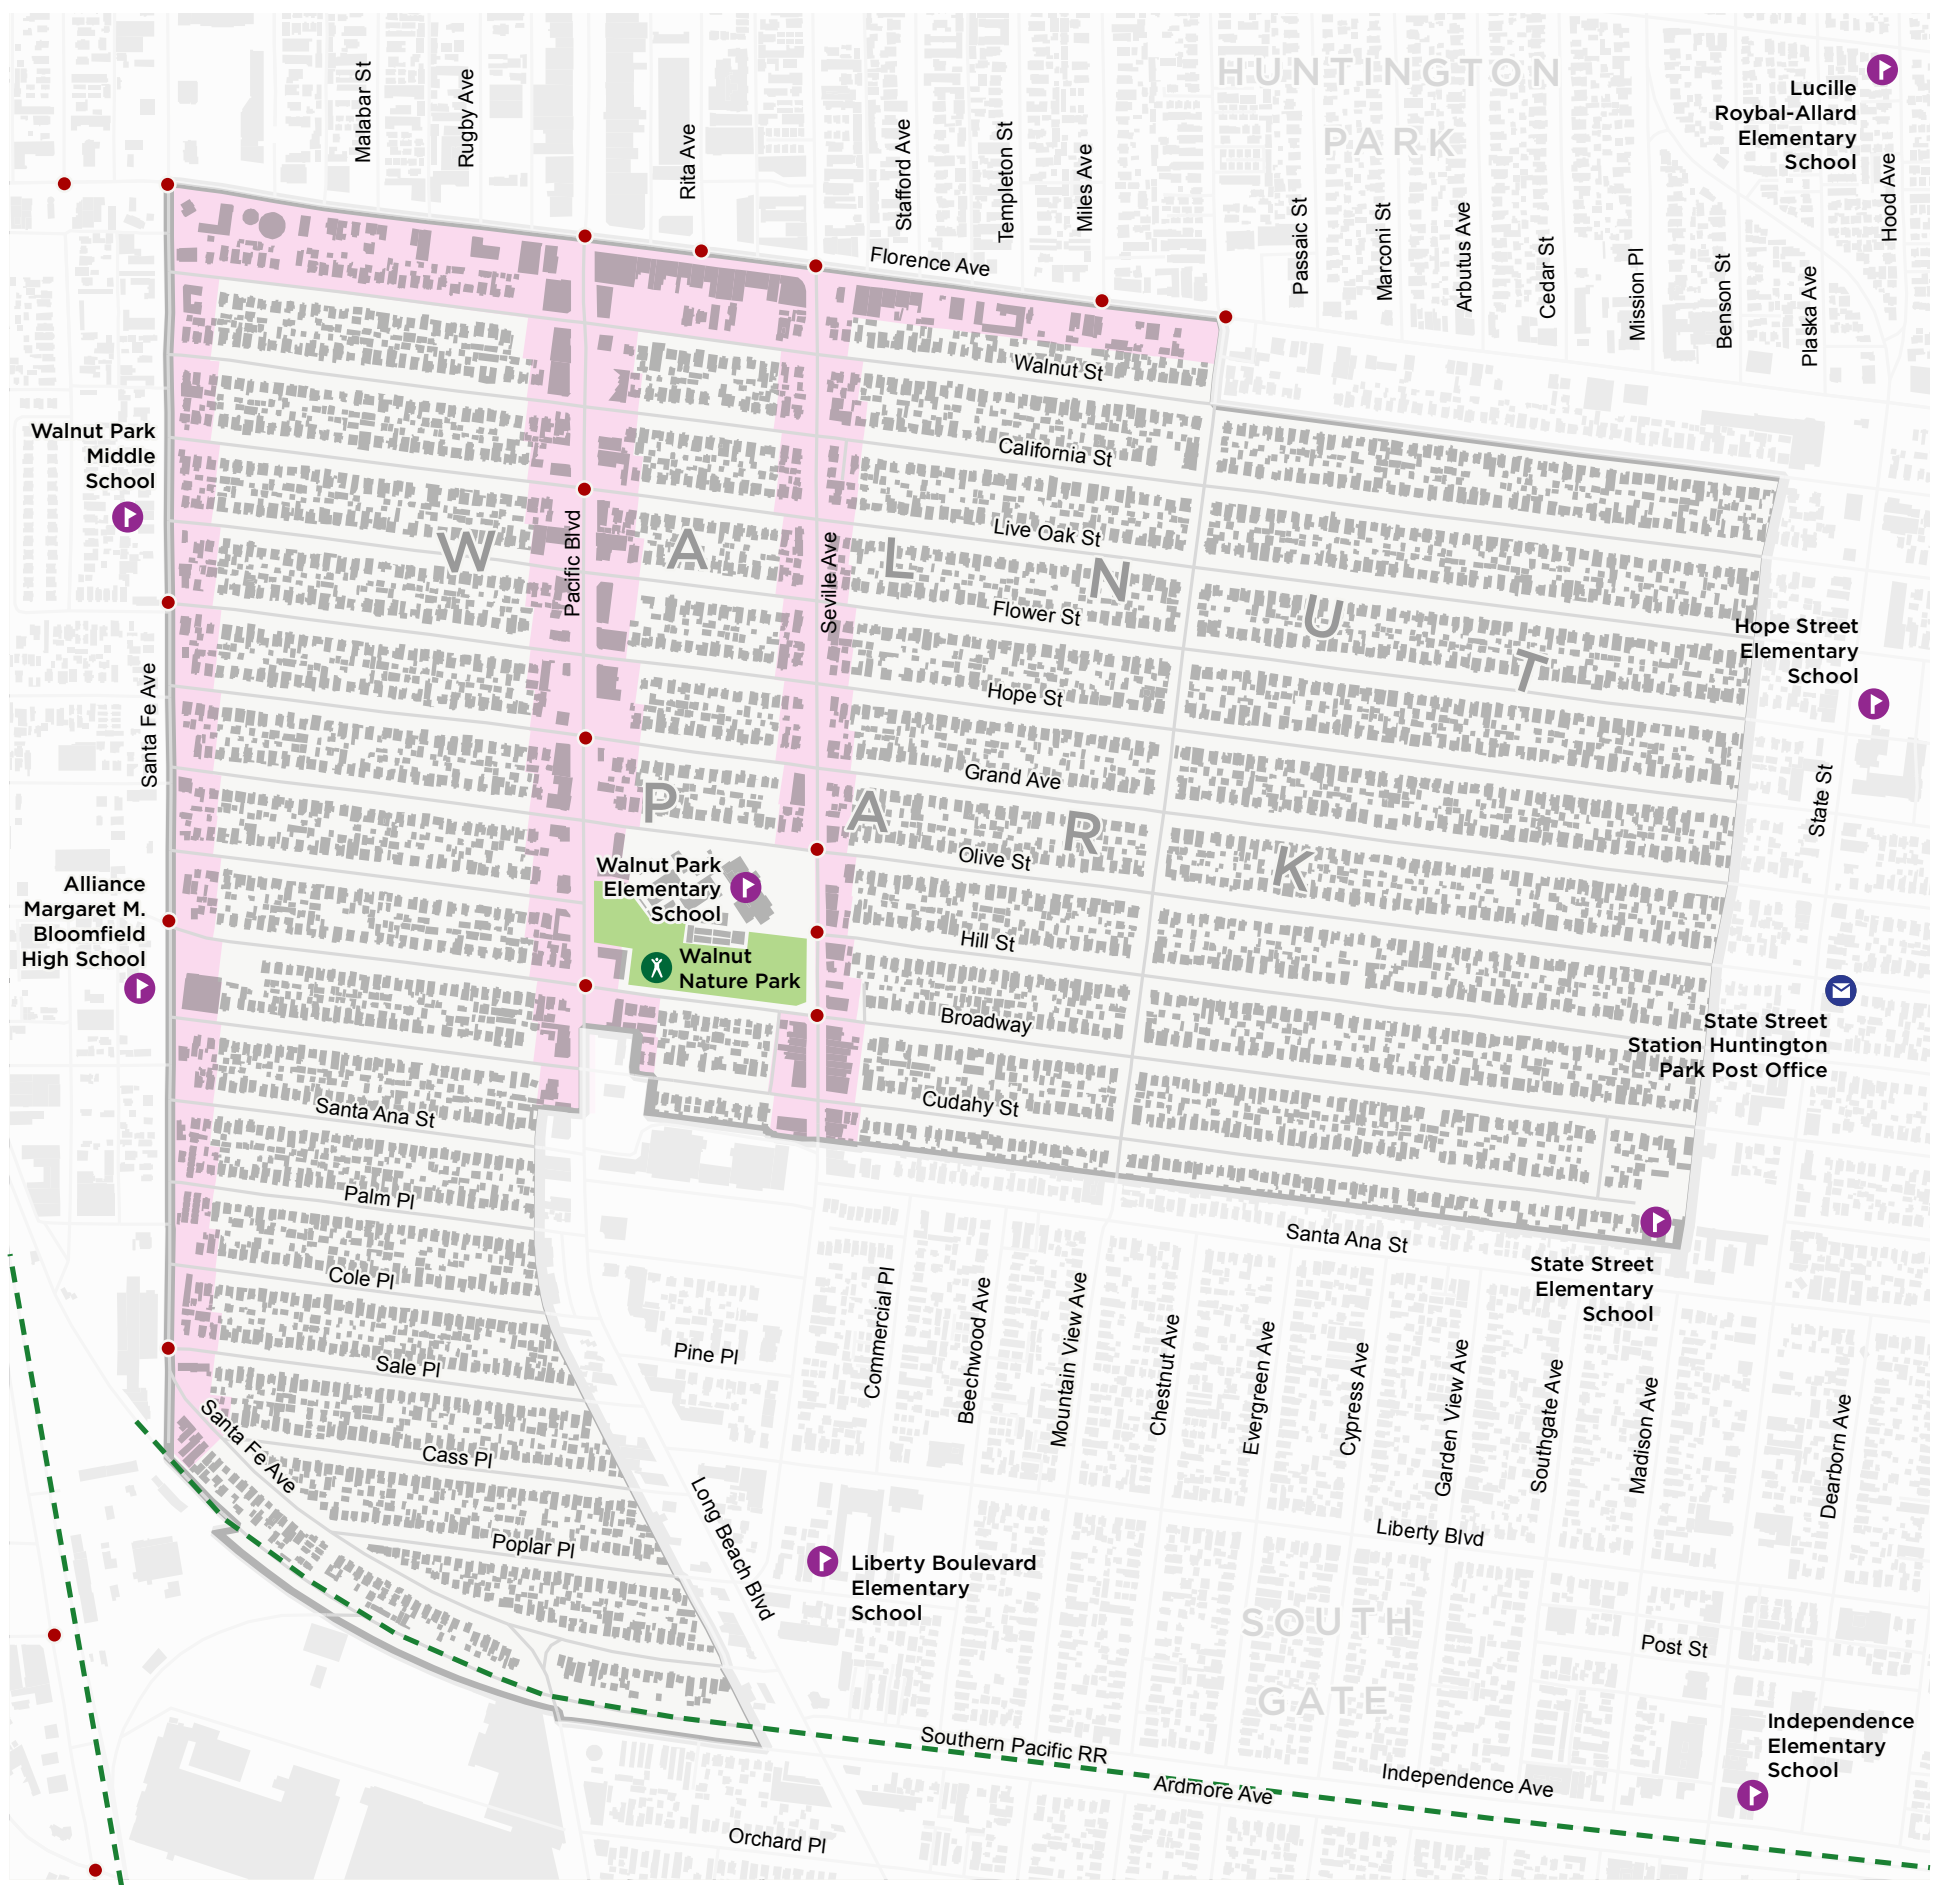 HUNTINGTON
PARK
Malabar St
Rugby Ave
Rita Ave
Stafford Ave
Templeton St
Miles Ave
Passaic St
Marconi St
Arbutus Ave
Cedar St
Mission Pl
Benson St
Plaska Ave
Hood Ave
Lucille
Roybal-Allard
Elementary
School
Florence Ave
Walnut St
California St
Live Oak St
Flower St
Hope St
Grand Ave
Olive St
Hill St
Broadway
Cudahy St
Walnut Park
Middle
School
Pacific Blvd
Seville Ave
Santa Fe Ave
State St
WALNUT
PARK
Hope Street
Elementary
School
Walnut Park
Elementary
School
Walnut
Nature Park
Alliance
Margaret M.
Bloomfield
High School
State Street
Station Huntington
Park Post Office
Santa Ana St
Palm Pl
Cole Pl
Sale Pl
Cass Pl
Poplar Pl
Santa Fe Ave
Long Beach Blvd
Santa Ana St
State Street
Elementary
School
Pine Pl
Commercial Pl
Beechwood Ave
Mountain View Ave
Chestnut Ave
Evergreen Ave
Cypress Ave
Garden View Ave
Southgate Ave
Madison Ave
Dearborn Ave
Liberty Blvd
Liberty Boulevard
Elementary
School
SOUTH
GATE
Post St
Independence
Elementary
School
Southern Pacific RR
Ardmore Ave
Independence Ave
Orchard Pl